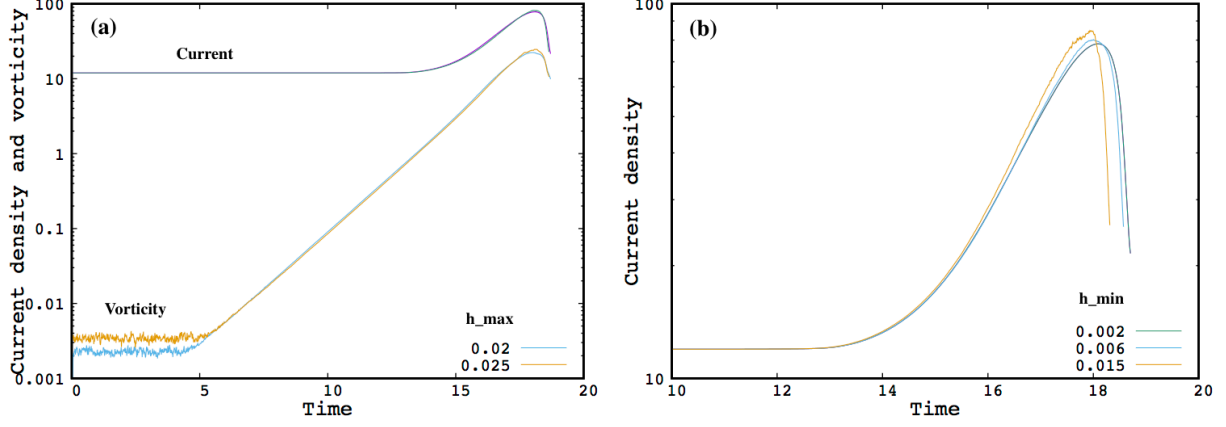 (a)
Current density and vorticity
100
10
1
0.1
0.01
0.001
Current
Vorticity
h_max
0.02
0.025
0
5
10
15
20
Time
(b)
Current density
100
10
h_min
0.002
0.006
0.015
10
12
14
16
18
20
Time